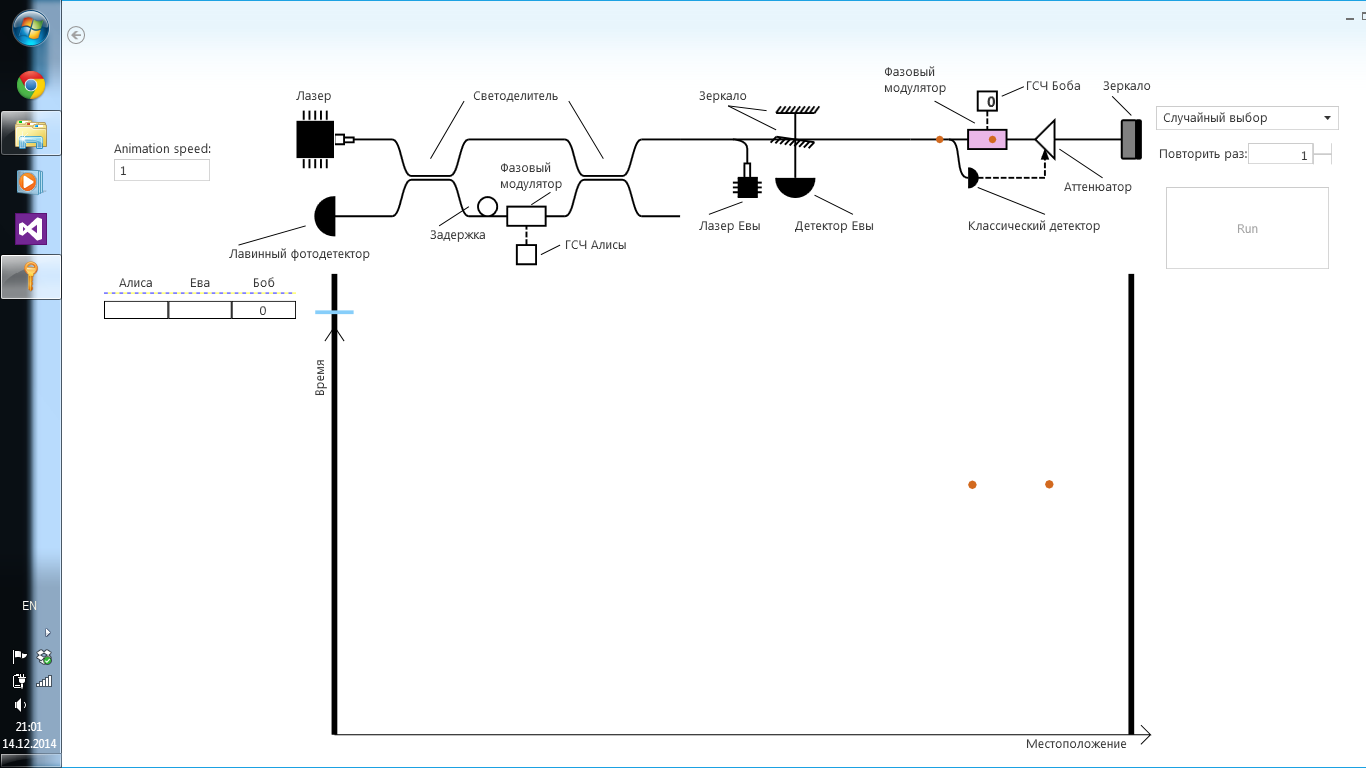 Лазер
Светоделитель
Зеркало
Фазовый
модулятор
ГСЧ Боба
0
Зеркало
Случайный выбор
Animation speed:
1
Повторить раз:
1
Фазовый
модулятор
Аттенюатор
Задержка
Лазер Евы
Детектор Евы
Классический детектор
Run
Лавинный фотодетектор
ГСЧ Алисы
Алиса
Ева
Боб
0
Время
Местоположение
EN
21:01
14.12.2014